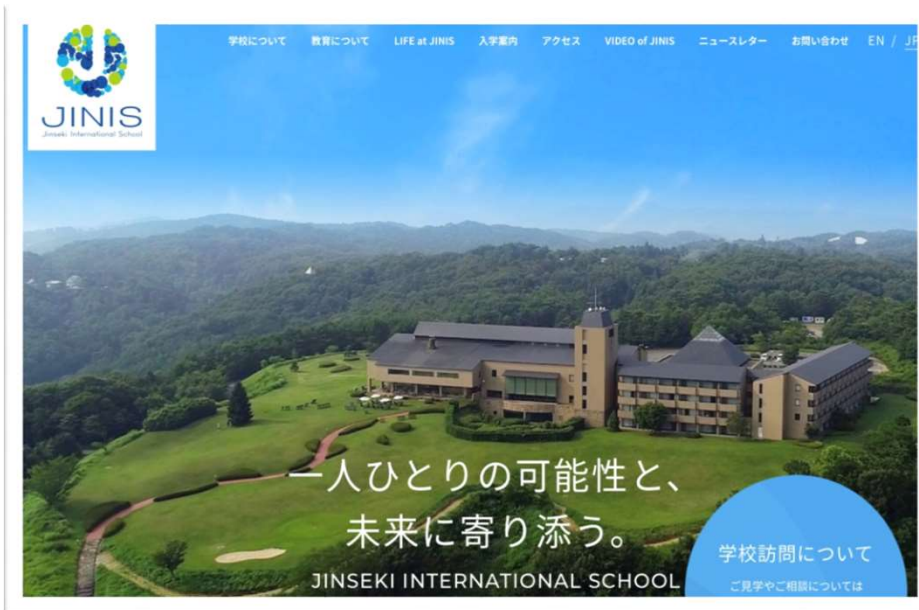 JINIS
Jinseki International School
学校について 教育について LIFE at JINIS 入学案内 アクセス VIDEO of JINIS ニュースレター お問い合わせ EN / JP
一人ひとりの可能性と、
未来に寄り添う。
JINSEKI INTERNATIONAL SCHOOL
学校訪問について
ご見学やご相談については